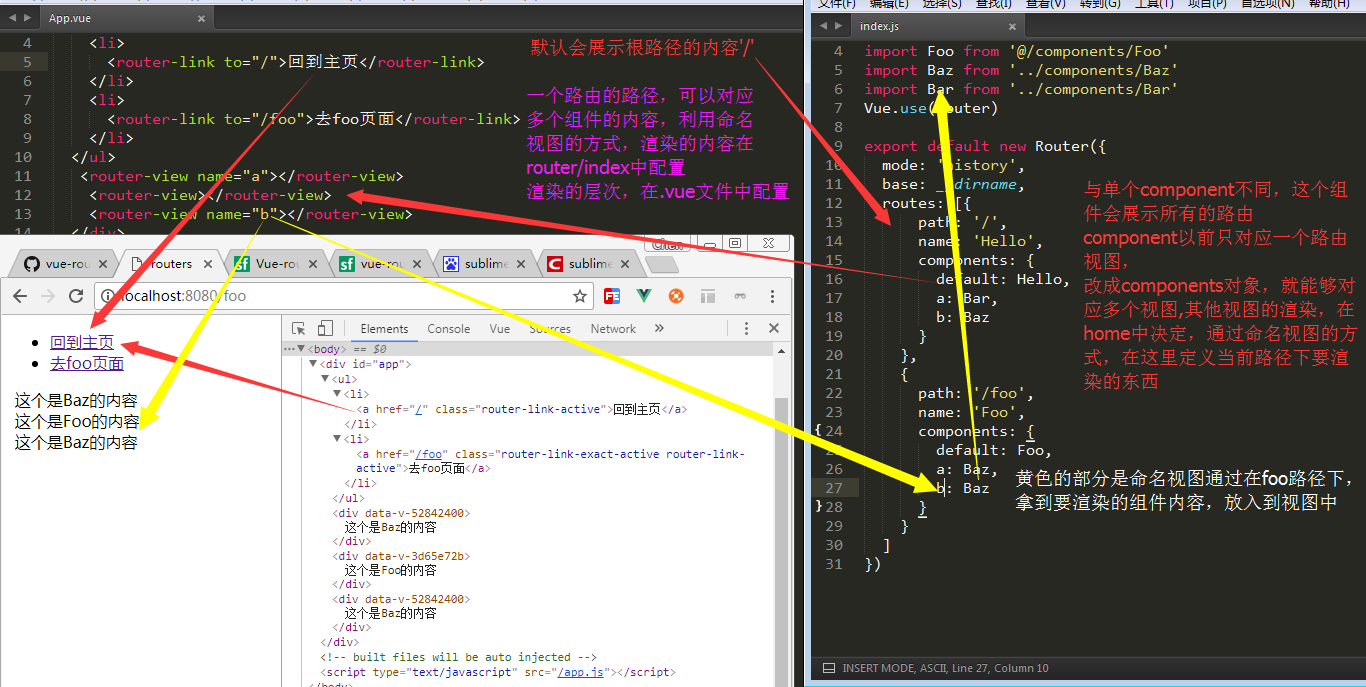 App.vue
4 <li>
5 <router-link to="/">回到主页</router-link>
6 </li>
7 <li>
8 <router-link to="/foo">去foo页面</router-link>
9 </li>
10 </ul>
11 <router-view name="a"></router-view>
12 <router-view></router-view>
13 <router-view name="b"></router-view>
14 </div>
默认会展示根路径的内容'/'
一个路由的路径，可以对应
多个组件的内容，利用命名
视图的方式，渲染的内容在
router/index中配置
渲染的层次，在.vue文件中配置
Chen
vue-rou
routers
Vue-rou
vue-rou
sublime
sublime
localhost:8080/foo
回到主页
去foo页面
这个是Baz的内容
这个是Foo的内容
这个是Baz的内容
Elements Console Vue Sources Network »
<body> == $0
<div id="app">
<ul>
<li>
<a href="/" class="router-link-active">回到主页</a>
</li>
<li>
<a href="/foo" class="router-link-exact-active router-link-
active">去foo页面</a>
</li>
</ul>
<div data-v-52842400>
这个是Baz的内容
</div>
<div data-v-3d65e72b>
这个是Foo的内容
</div>
<div data-v-52842400>
这个是Baz的内容
</div>
</div>
<!-- built files will be auto injected -->
<script type="text/javascript" src="/app.js"></script>
</body>
文件(F) 编辑(E) 选择(S) 查找(I) 查看(V) 转到(G) 工具(T) 项目(P) 首选项(N) 帮助(H)
index.js
4 import Foo from '@/components/Foo'
5 import Baz from '../components/Baz'
6 import Bar from '../components/Bar'
7 Vue.use(Router)
8
9 export default new Router({
10 mode: 'history',
11 base: __dirname,
12 routes: [{
13 path: '/',
14 name: 'Hello',
15 components: {
16 default: Hello,
17 a: Bar,
18 b: Baz
19 }
20 },
21 {
22 path: '/foo',
23 name: 'Foo',
24 components: {
25 default: Foo,
26 a: Baz,
27 b: Baz
28 }
29 }
30 ]
31 })
与单个component不同，这个组
件会展示所有的路由
component以前只对应一个路由
视图，
改成components对象，就能够对
应多个视图,其他视图的渲染，在
home中决定，通过命名视图的方
式，在这里定义当前路径下要渲
染的东西
黄色的部分是命名视图通过在foo路径下，
拿到要渲染的组件内容，放入到视图中
INSERT MODE, ASCII, Line 27, Column 10